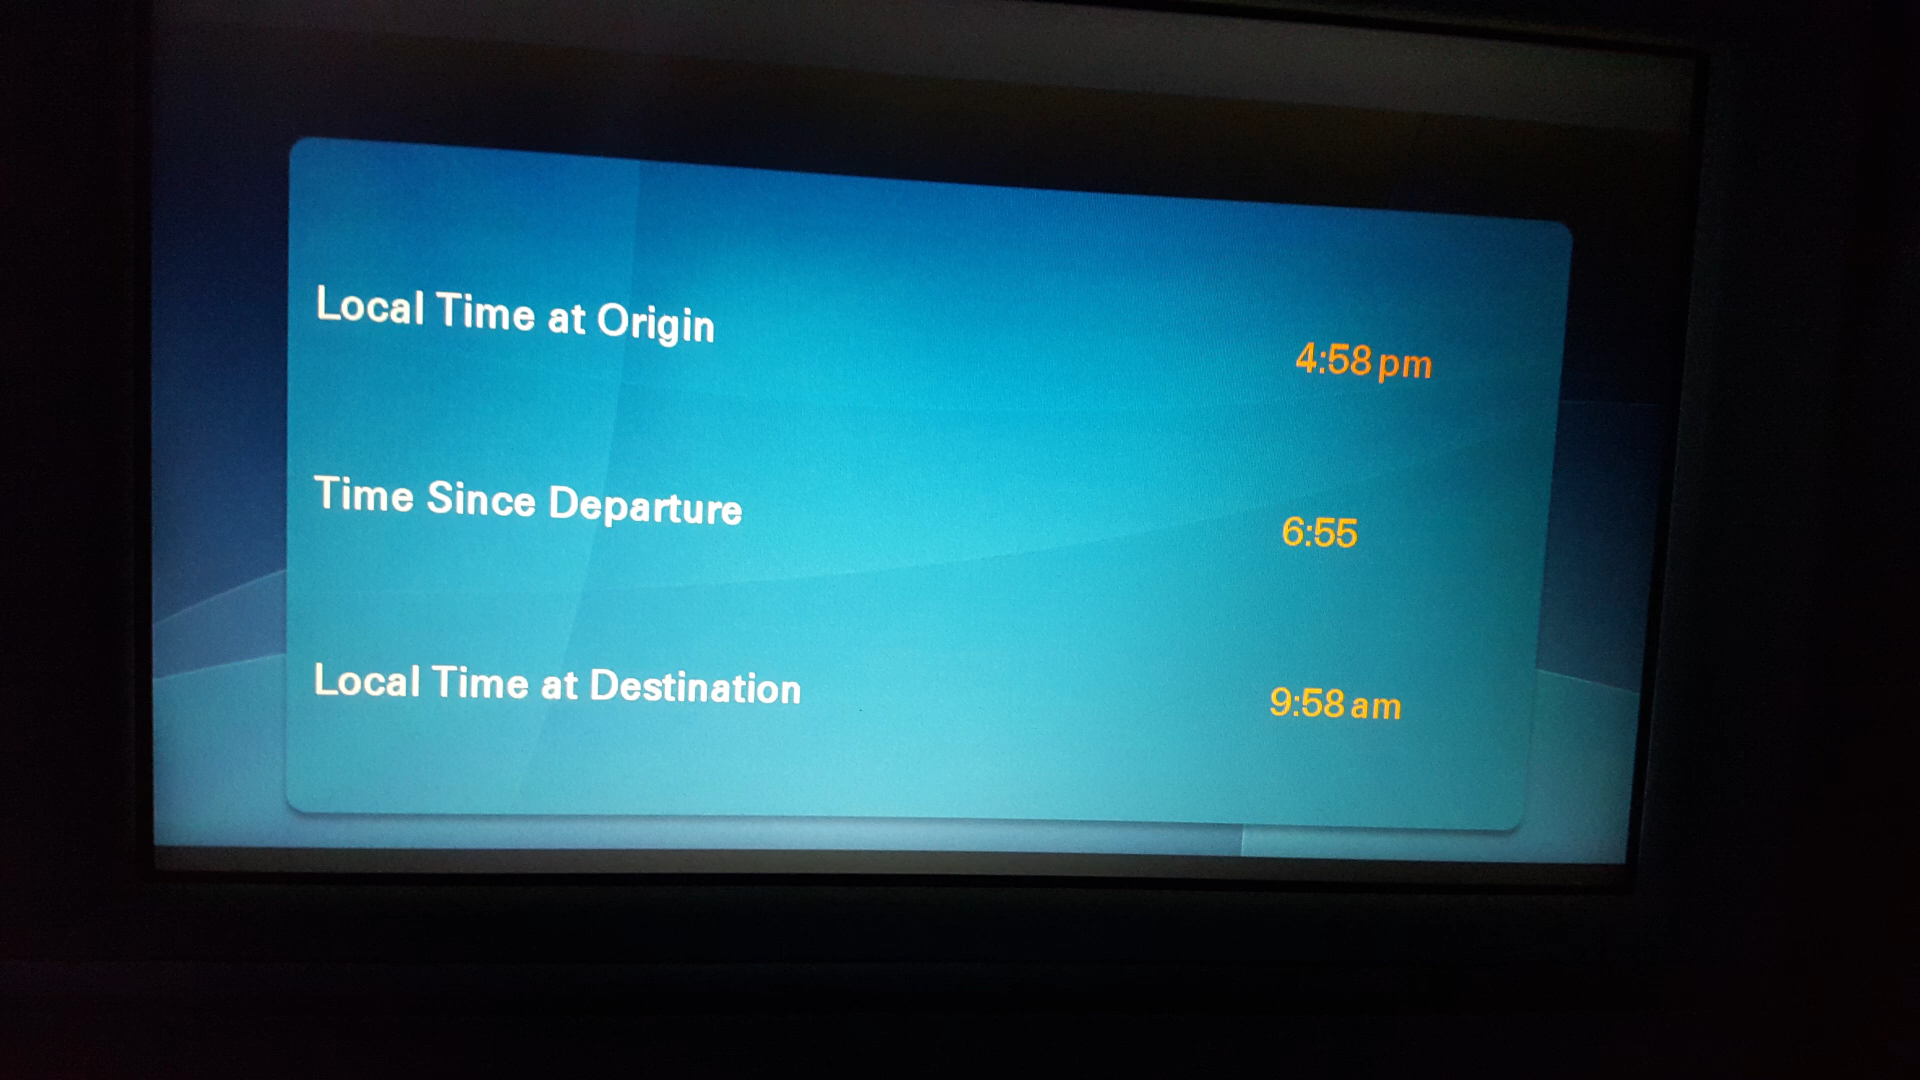 Local Time at Origin 4:58 pm
Time Since Departure 6:55
Local Time at Destination 9:58 am